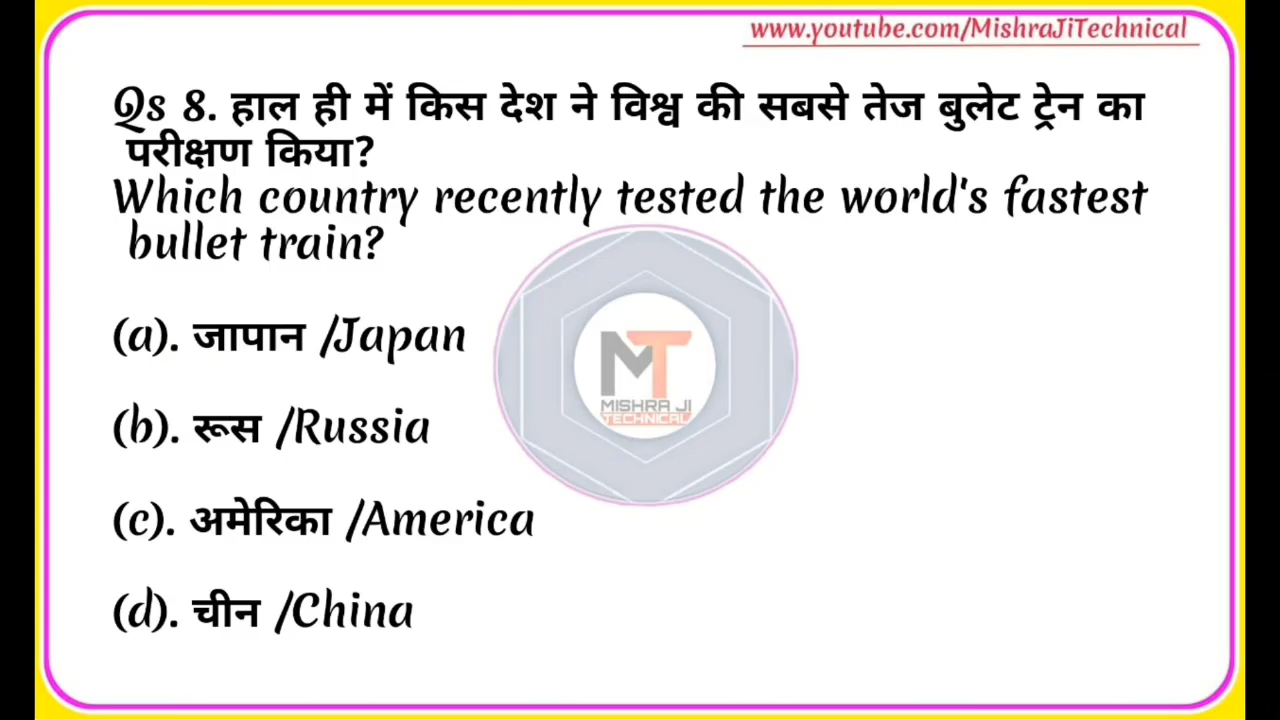 www.youtube.com/MishraJiTechnical
Qs 8. हाल ही में किस देश ने विश्व की सबसे तेज बुलेट ट्रेन का
परीक्षण किया?
Which country recently tested the world's fastest
bullet train?
(a). जापान /Japan
MT
MISHRA JI
TECHNICAL
(b). रूस /Russia
(c). अमेरिका /America
(d). चीन /China